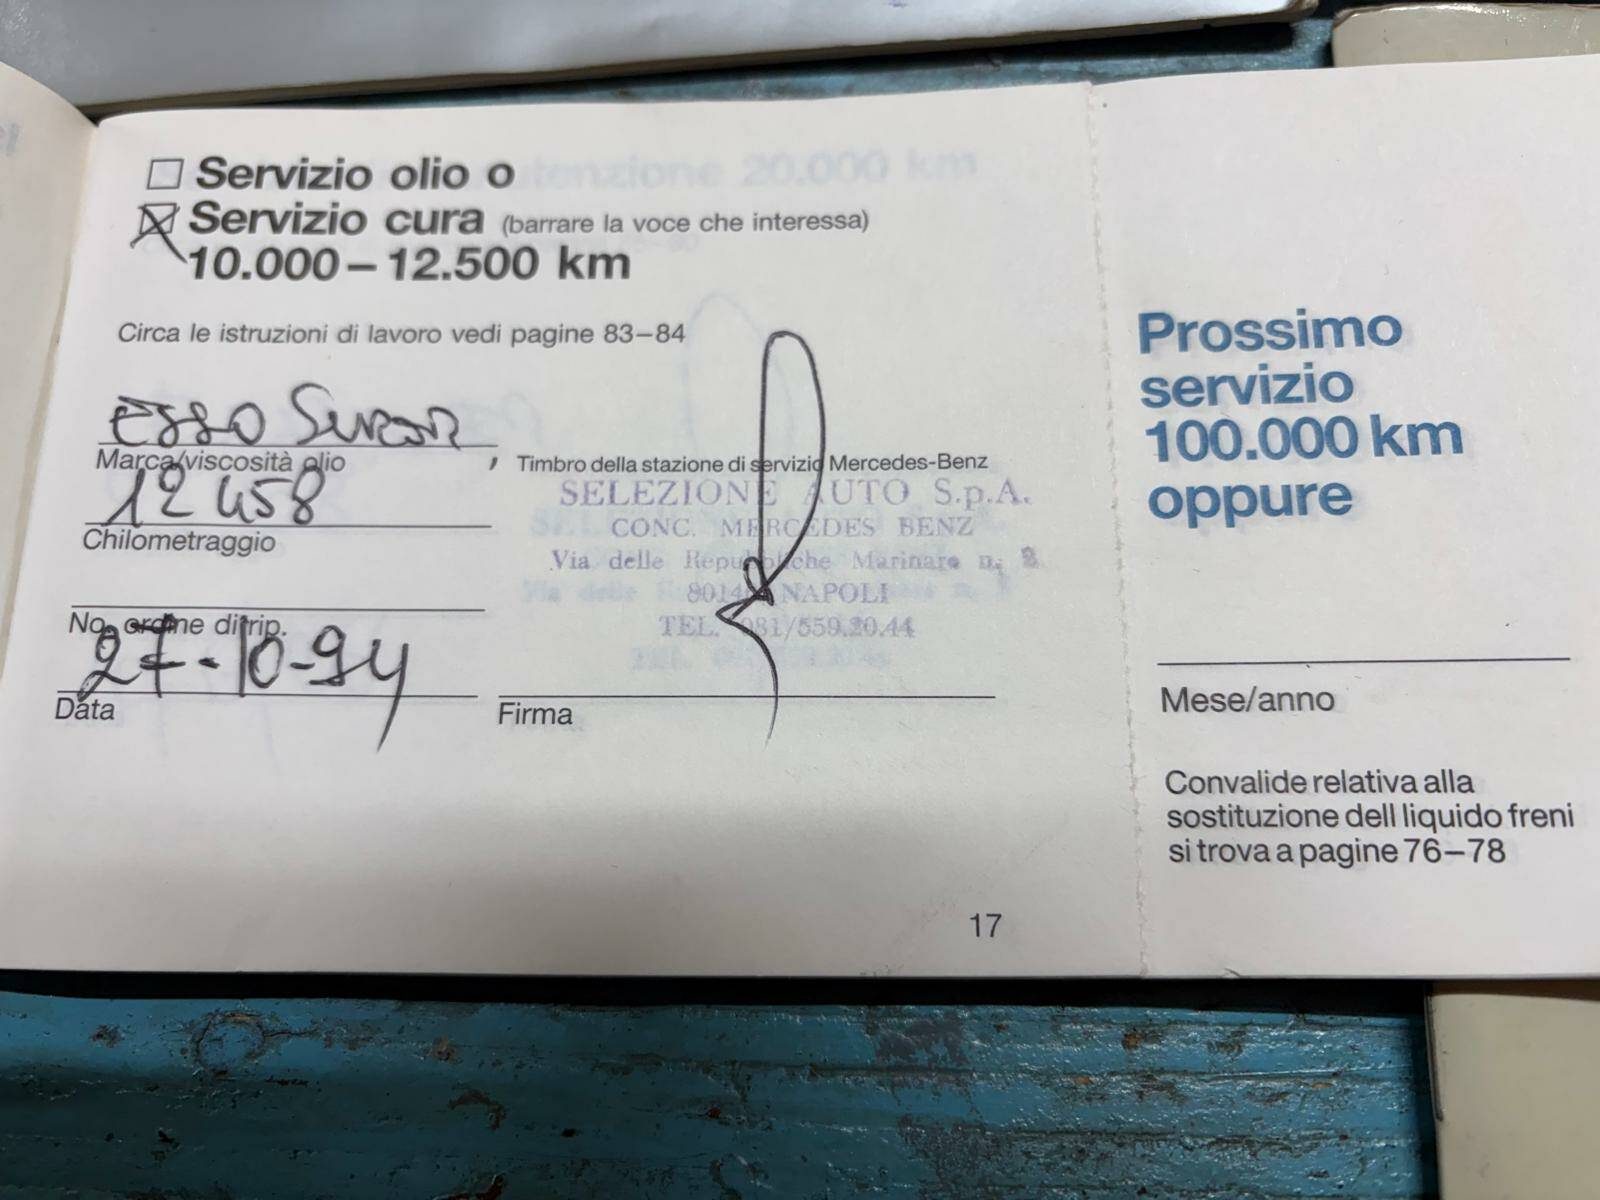 Servizio olio o
Servizio cura (barrare la voce che interessa)
10.000–12.500 km
Circa le istruzioni di lavoro vedi pagine 83–84
ESSO
Marca/viscosità olio
12 458
Chilometraggio
No. ordine di rip.
27-10-94
Data
Timbro della stazione di servizio Mercedes-Benz
SELEZIONE AUTO S.p.A.
CONC. MERCEDES BENZ
Via delle Repubbliche Marinare n.
NAPOLI
TEL. 081/559.20.44
Firma
17
Prossimo
servizio
100.000 km
oppure
Mese/anno
Convalide relativa alla
sostituzione dell liquido freni
si trova a pagine 76–78